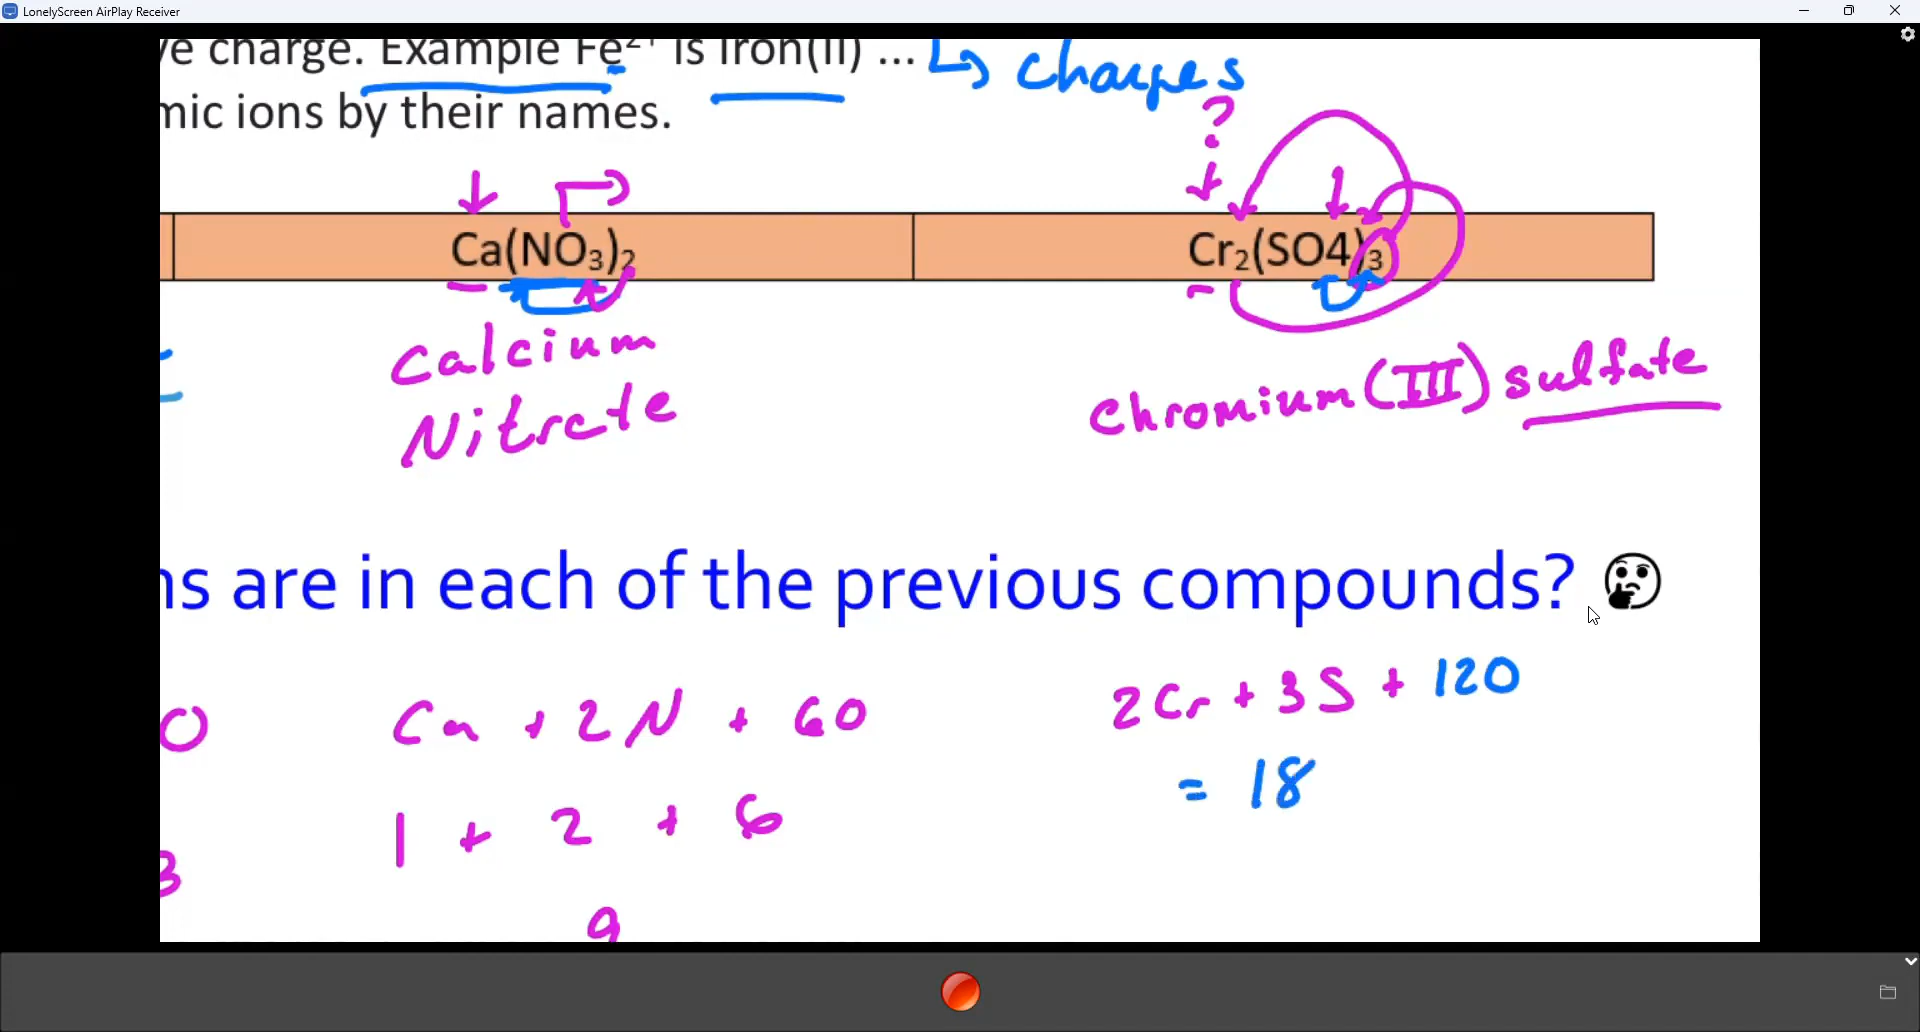 LonelyScreen AirPlay Receiver
ve charge. Example Fe²⁺ is Iron(II) ... ↳ charges
mic ions by their names.
?
Ca(NO₃)₂ Cr₂(SO4)₃
Calcium
Nitrate
Chromium (III) sulfate
ns are in each of the previous compounds? 🤔
O Ca + 2N + 6O 2Cr + 3S + 12O
= 18
1 + 2 + 6
3
9